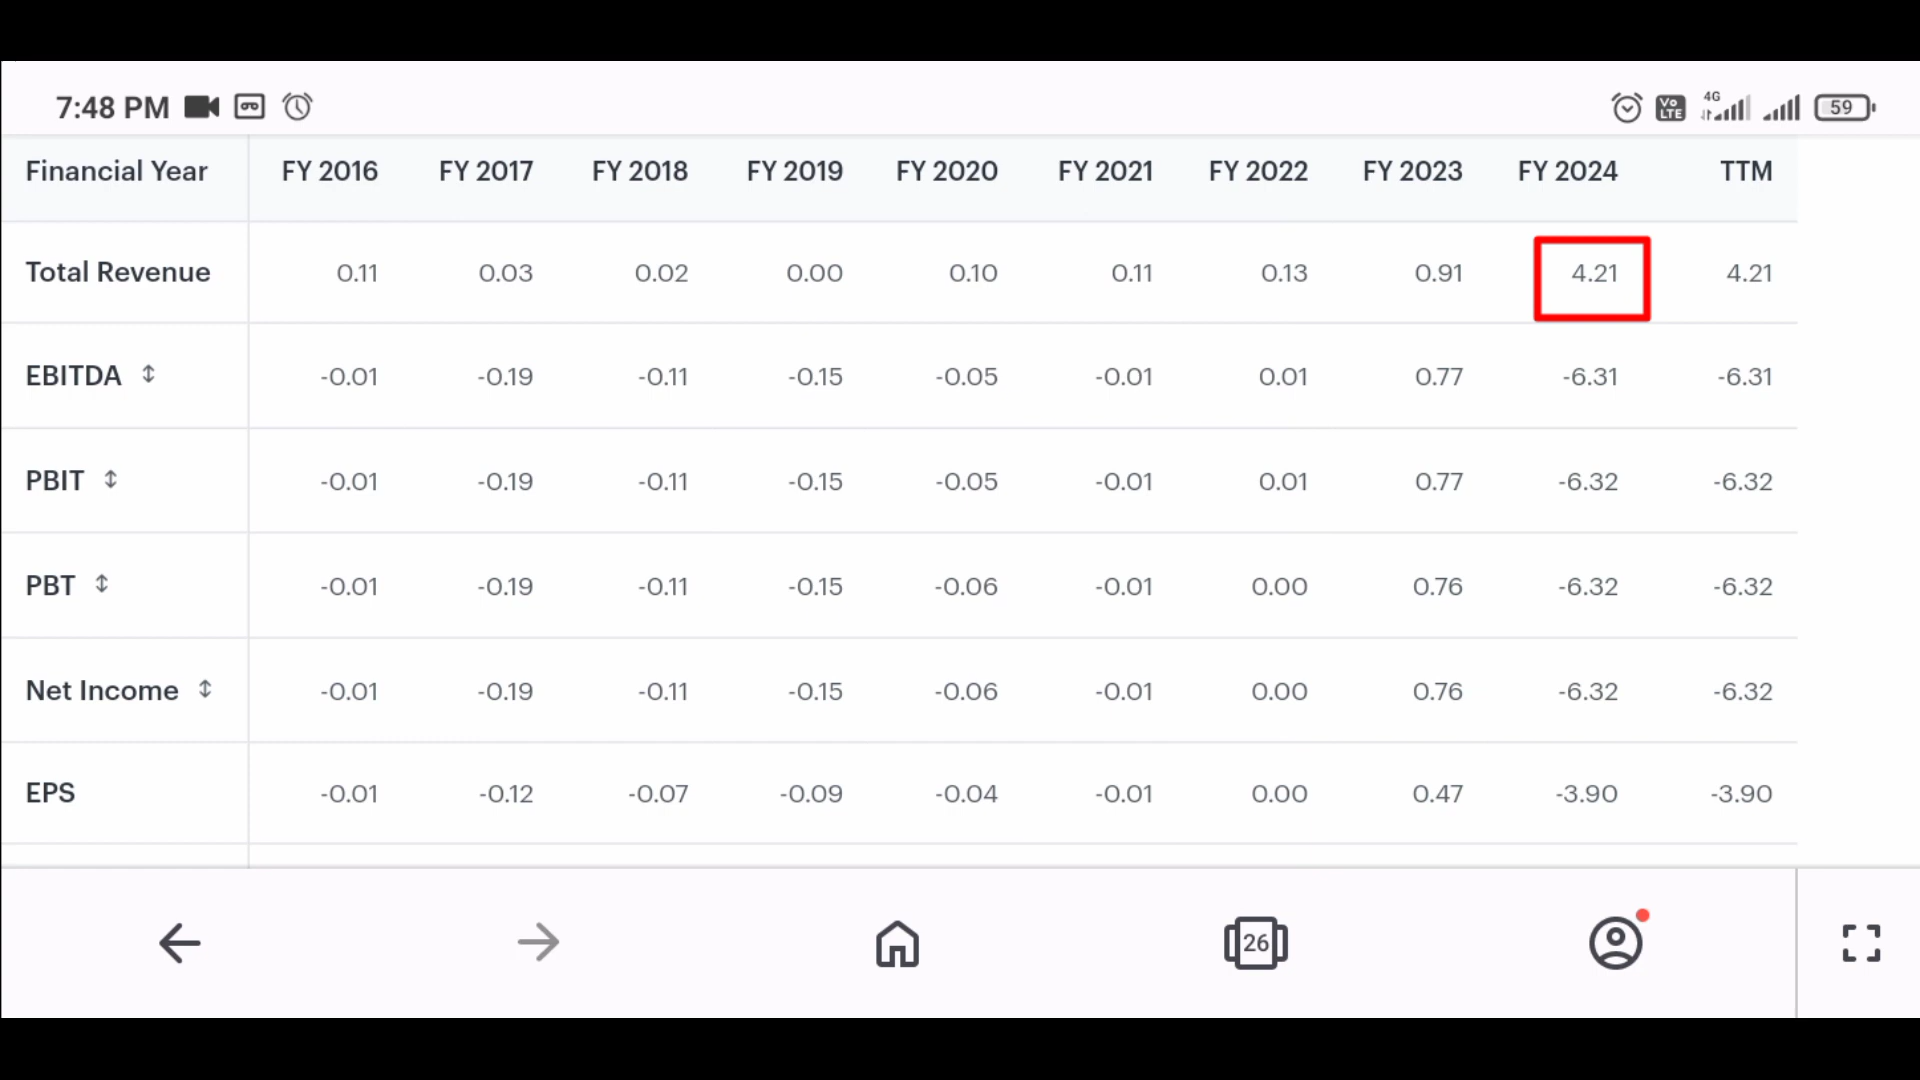 7:48 PM 4G Vo LTE 59
Financial Year FY 2016 FY 2017 FY 2018 FY 2019 FY 2020 FY 2021 FY 2022 FY 2023 FY 2024 TTM
Total Revenue 0.11 0.03 0.02 0.00 0.10 0.11 0.13 0.91 4.21 4.21
EBITDA -0.01 -0.19 -0.11 -0.15 -0.05 -0.01 0.01 0.77 -6.31 -6.31
PBIT -0.01 -0.19 -0.11 -0.15 -0.05 -0.01 0.01 0.77 -6.32 -6.32
PBT -0.01 -0.19 -0.11 -0.15 -0.06 -0.01 0.00 0.76 -6.32 -6.32
Net Income -0.01 -0.19 -0.11 -0.15 -0.06 -0.01 0.00 0.76 -6.32 -6.32
EPS -0.01 -0.12 -0.07 -0.09 -0.04 -0.01 0.00 0.47 -3.90 -3.90
26